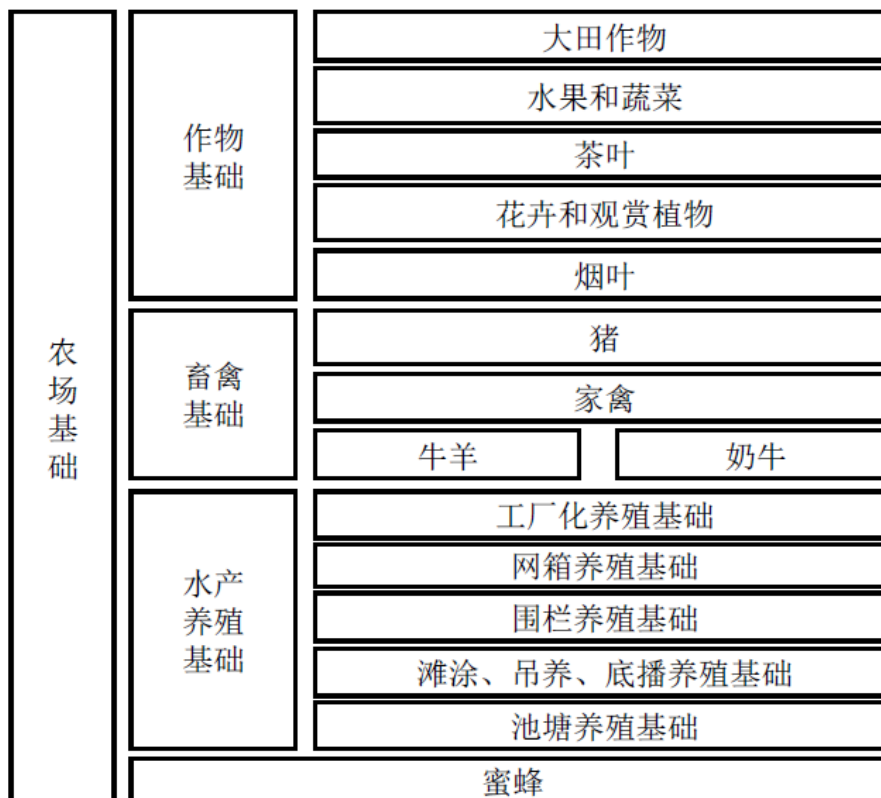 农场基础
作物
基础
大田作物
水果和蔬菜
茶叶
花卉和观赏植物
烟叶
畜禽
基础
猪
家禽
牛羊
奶牛
水产
养殖
基础
工厂化养殖基础
网箱养殖基础
围栏养殖基础
滩涂、吊养、底播养殖基础
池塘养殖基础
蜜蜂